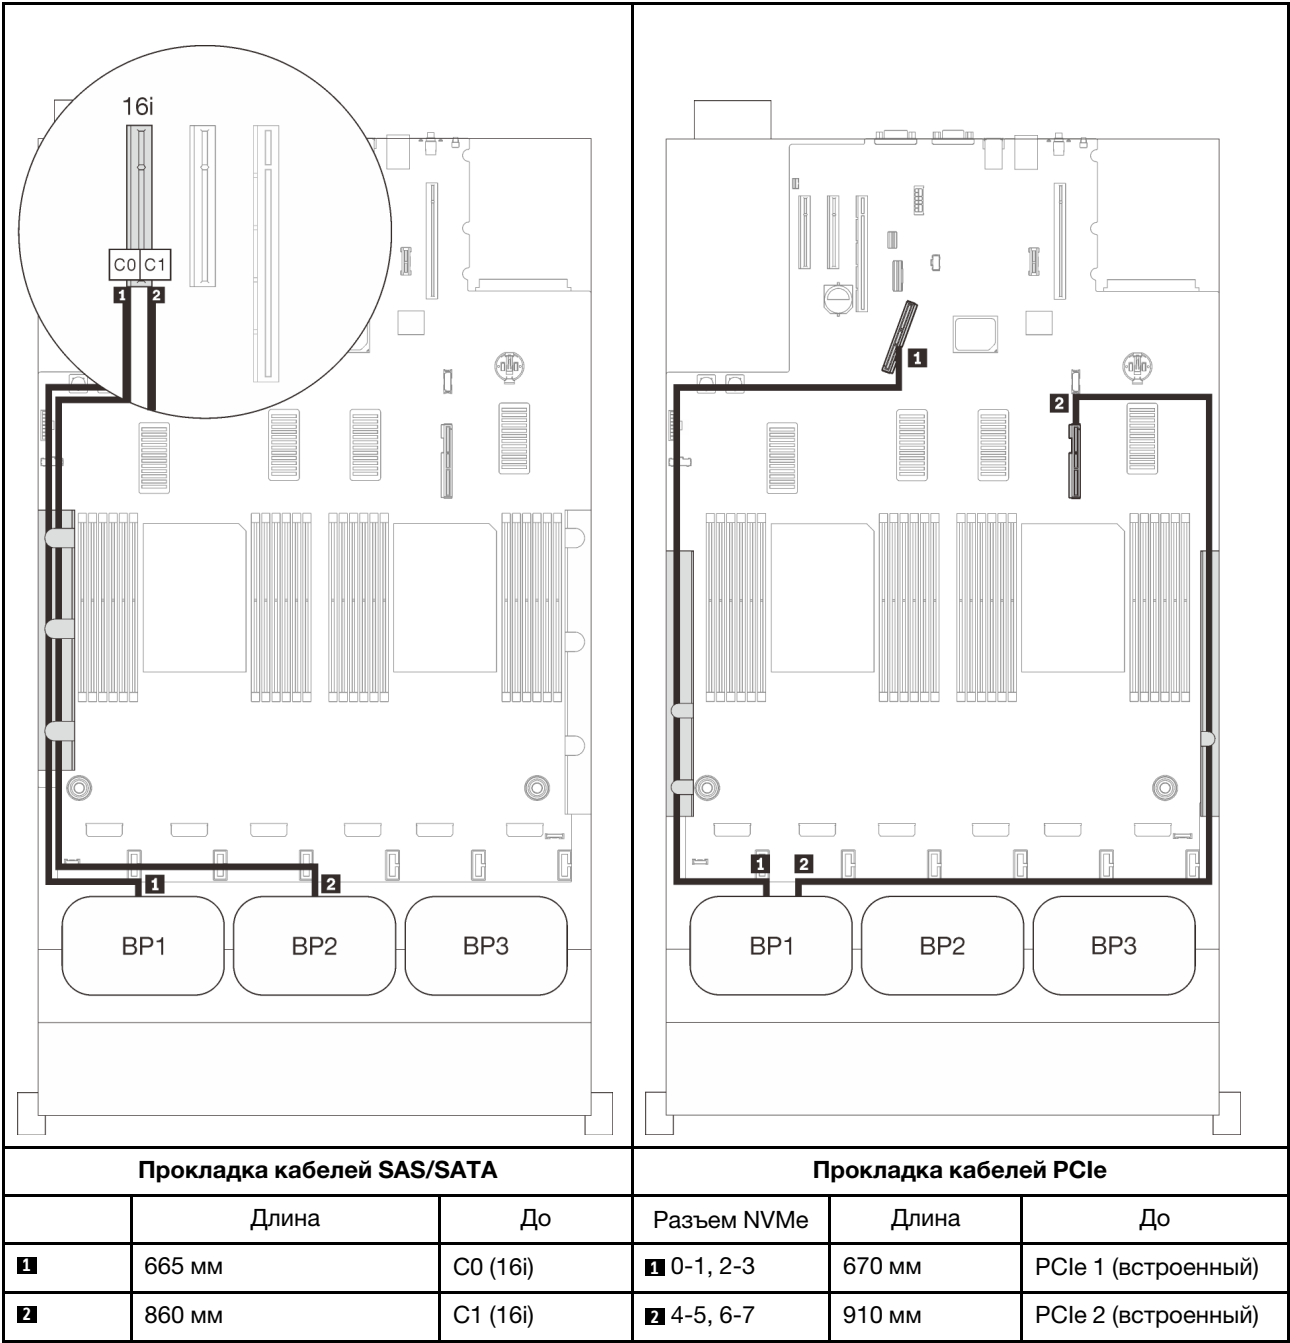 16i
C0 C1
1 2
1 2
BP1 BP2 BP3
1
2
1 2
BP1 BP2 BP3
Прокладка кабелей SAS/SATA
Прокладка кабелей PCIe
Длина До Разъем NVMe Длина До
1 665 мм C0 (16i) 1 0-1, 2-3 670 мм PCIe 1 (встроенный)
2 860 мм C1 (16i) 2 4-5, 6-7 910 мм PCIe 2 (встроенный)